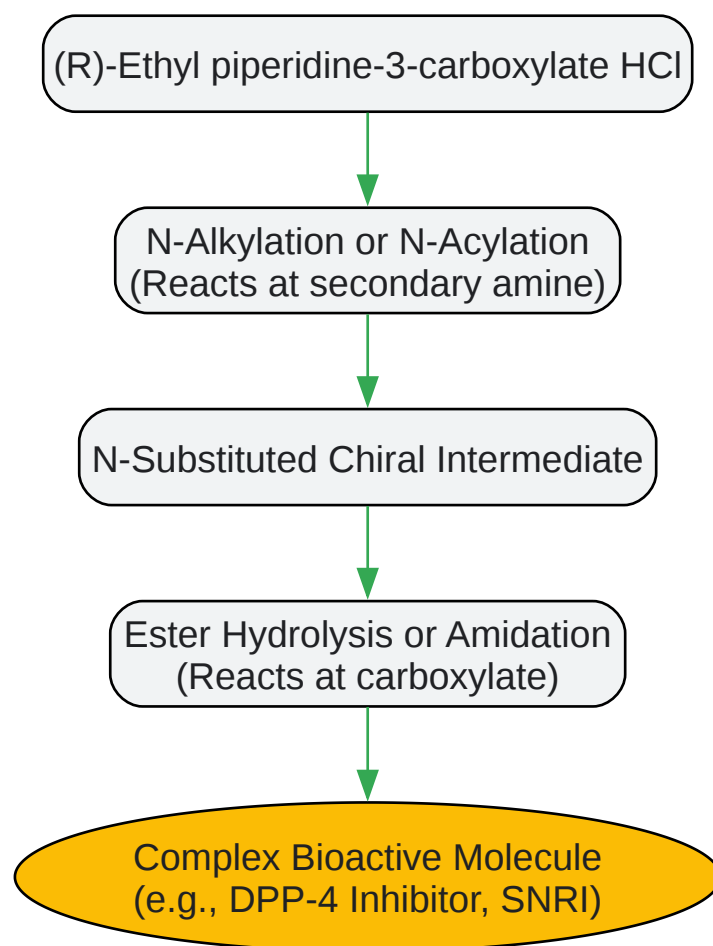 (R)-Ethyl piperidine-3-carboxylate HCl
N-Alkylation or N-Acylation
(Reacts at secondary amine)
N-Substituted Chiral Intermediate
Ester Hydrolysis or Amidation
(Reacts at carboxylate)
Complex Bioactive Molecule
(e.g., DPP-4 Inhibitor, SNRI)